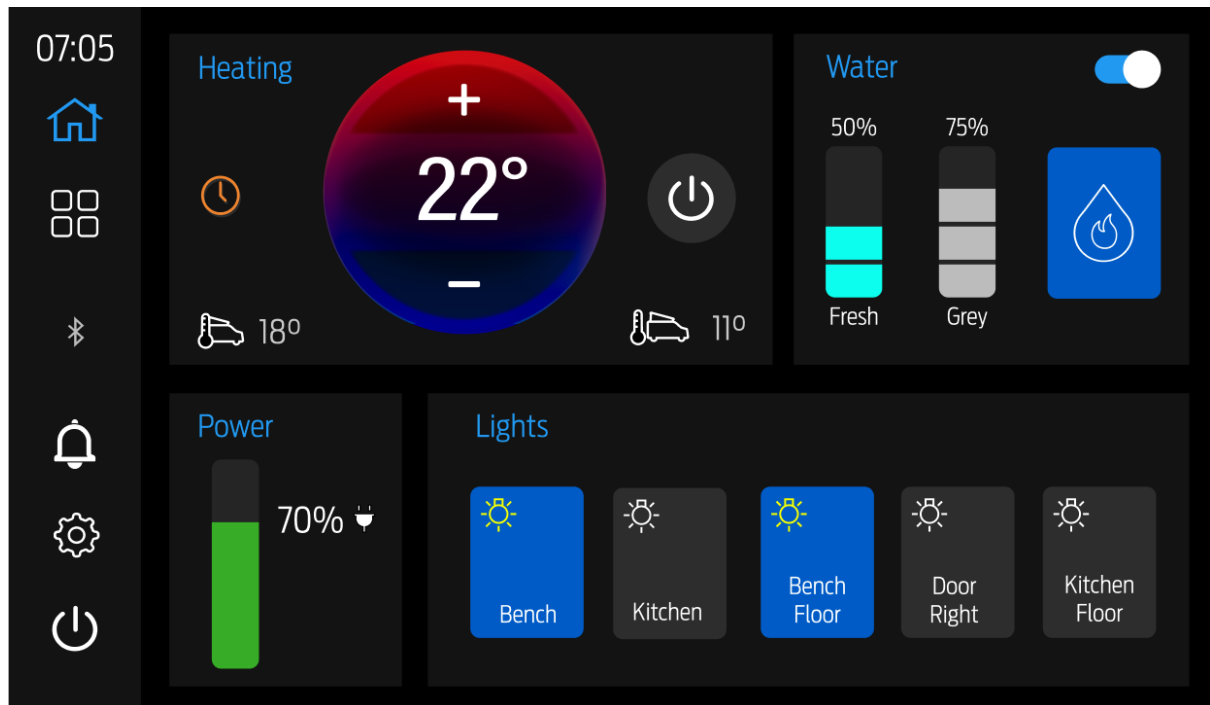 07:05
Heating
+
22°
−
18º
11º
Water
50%
75%
Fresh
Grey
Power
70%
Lights
Bench
Kitchen
Bench
Floor
Door
Right
Kitchen
Floor